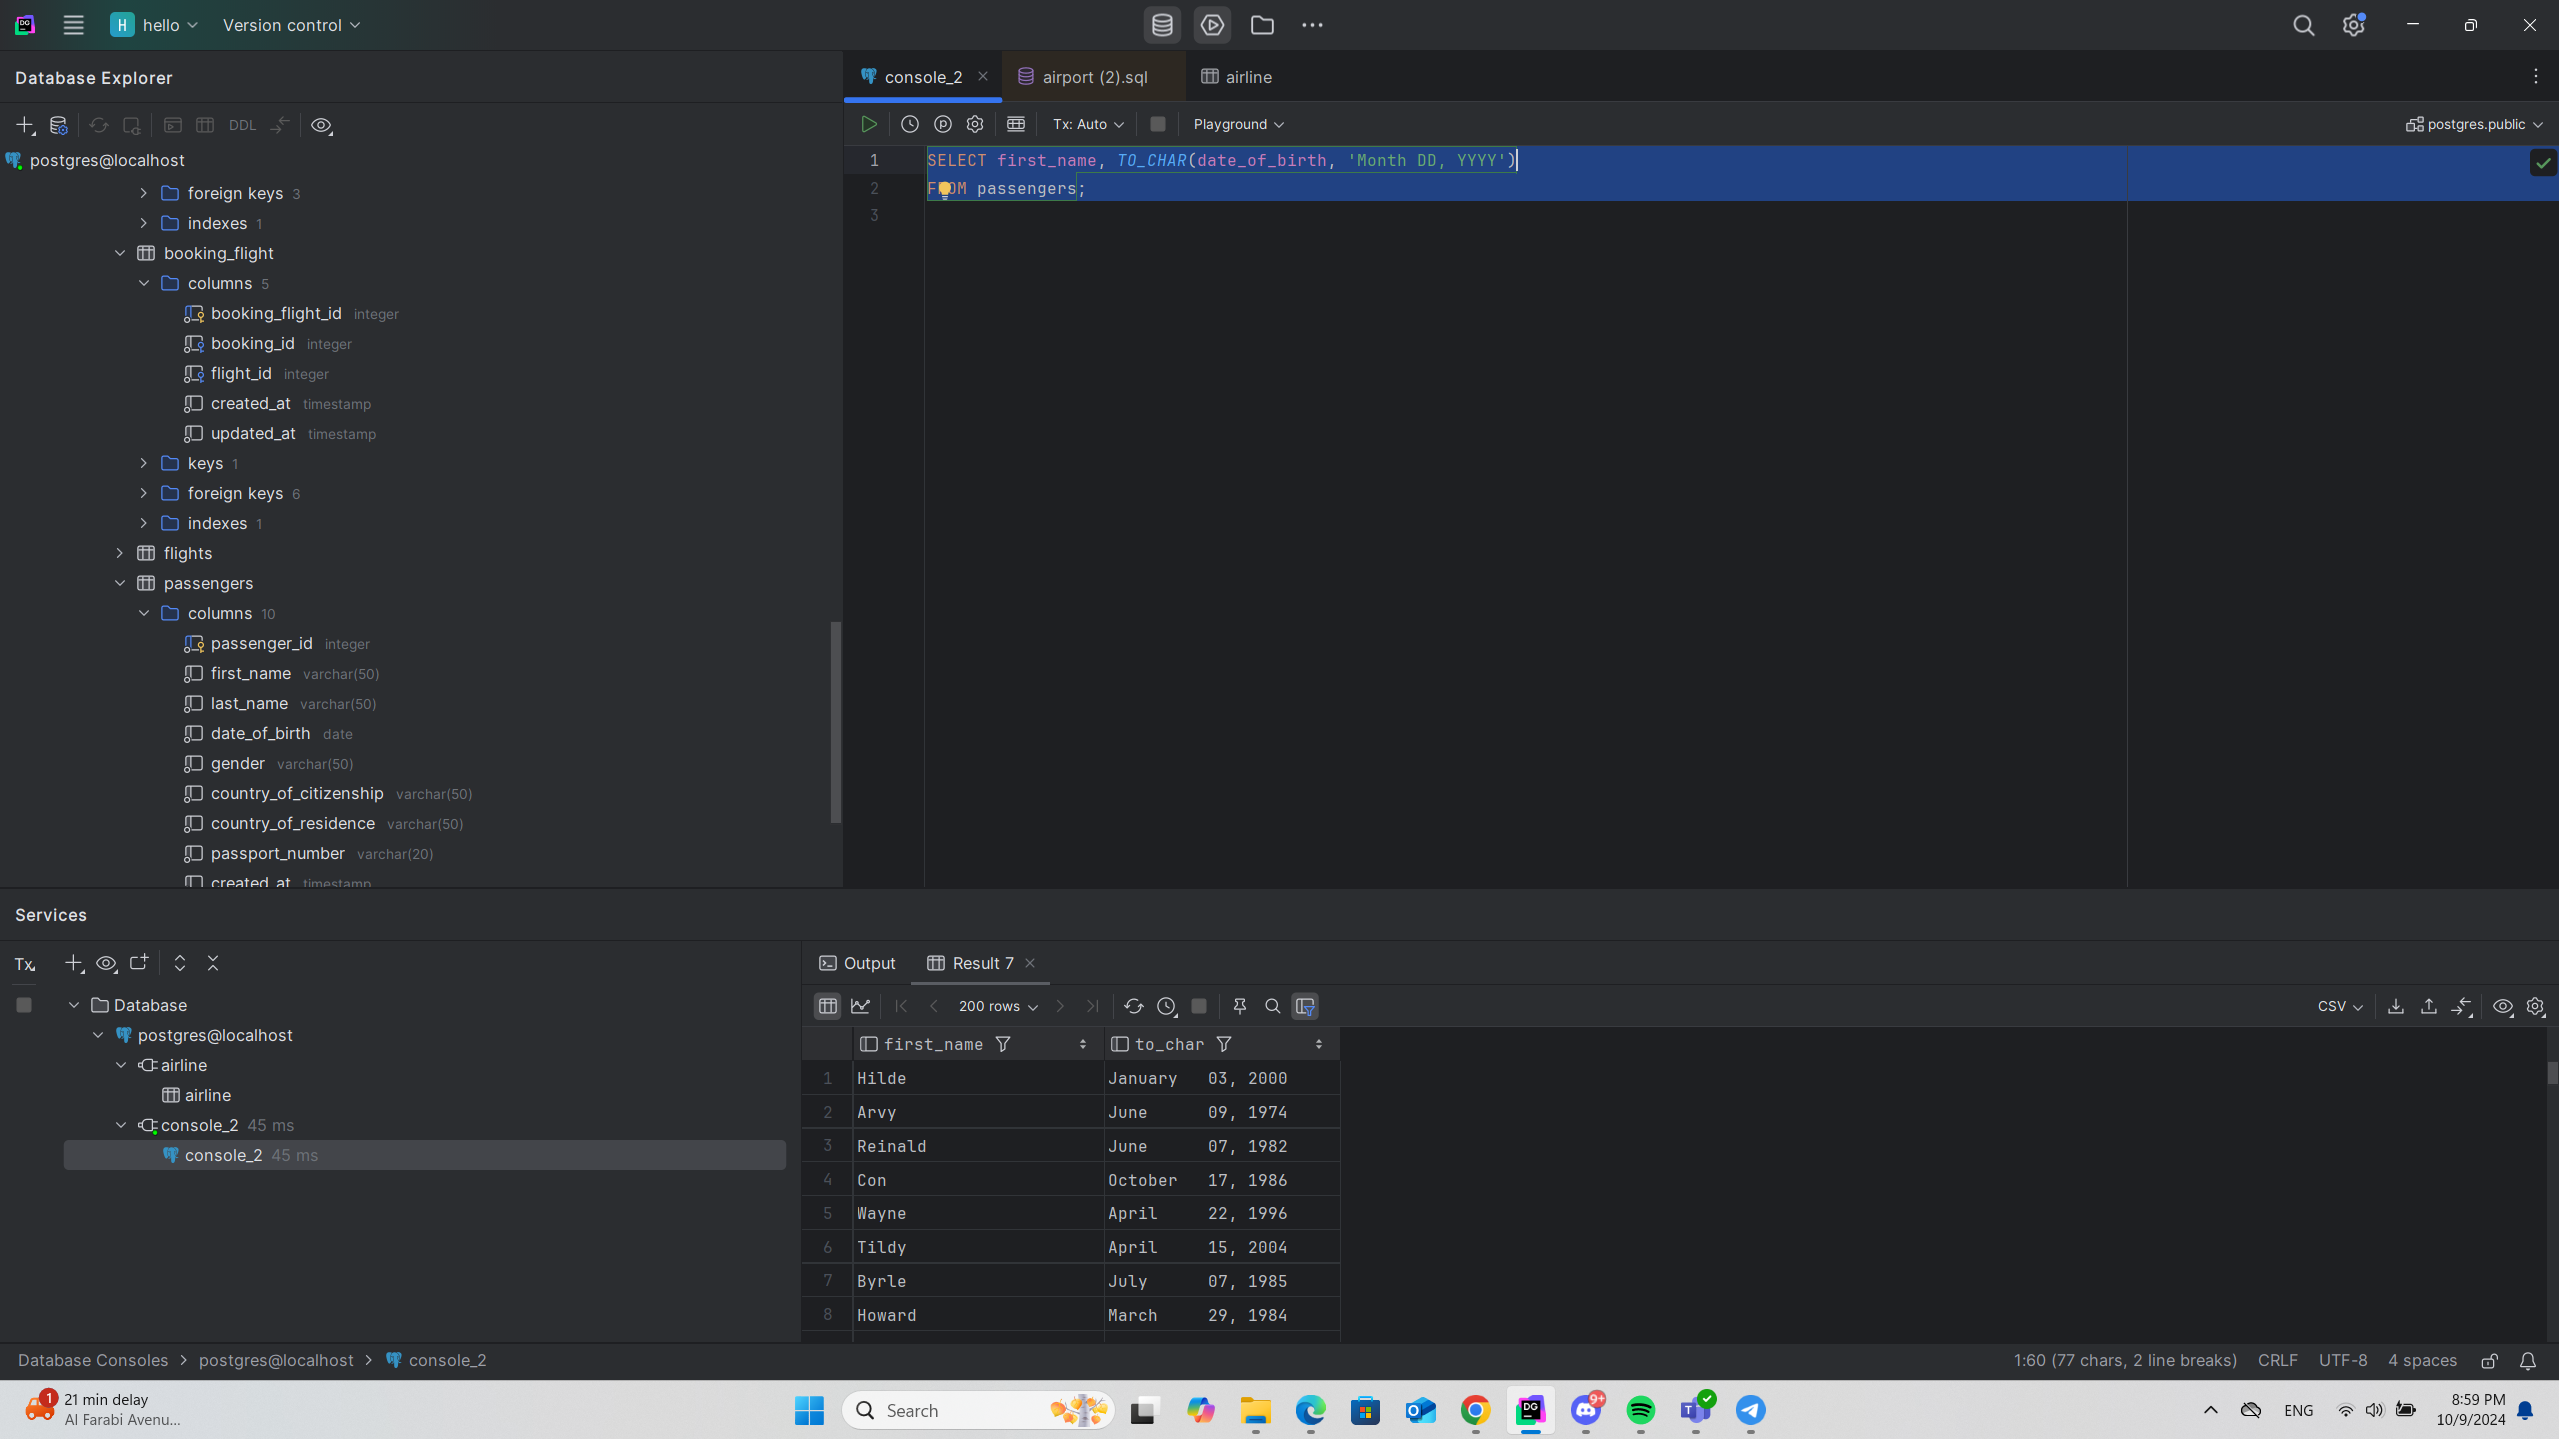 H hello Version control
Database Explorer
DDL
postgres@localhost
foreign keys 3
indexes 1
booking_flight
columns 5
booking_flight_id integer
booking_id integer
flight_id integer
created_at timestamp
updated_at timestamp
keys 1
foreign keys 6
indexes 1
flights
passengers
columns 10
passenger_id integer
first_name varchar(50)
last_name varchar(50)
date_of_birth date
gender varchar(50)
country_of_citizenship varchar(50)
country_of_residence varchar(50)
passport_number varchar(20)
created_at timestamp
console_2 airport (2).sql airline
Tx: Auto Playground postgres.public
1 SELECT first_name, TO_CHAR(date_of_birth, 'Month DD, YYYY')
2 FROM passengers;
3
Services
Tx
Database
postgres@localhost
airline
airline
console_2 45 ms
console_2 45 ms
Output Result 7
200 rows CSV
first_name to_char
1 Hilde January 03, 2000
2 Arvy June 09, 1974
3 Reinald June 07, 1982
4 Con October 17, 1986
5 Wayne April 22, 1996
6 Tildy April 15, 2004
7 Byrle July 07, 1985
8 Howard March 29, 1984
Database Consoles > postgres@localhost > console_2
1:60 (77 chars, 2 line breaks) CRLF UTF-8 4 spaces
1 21 min delay
Al Farabi Avenu...
Search
DG
9+
ENG
8:59 PM
10/9/2024